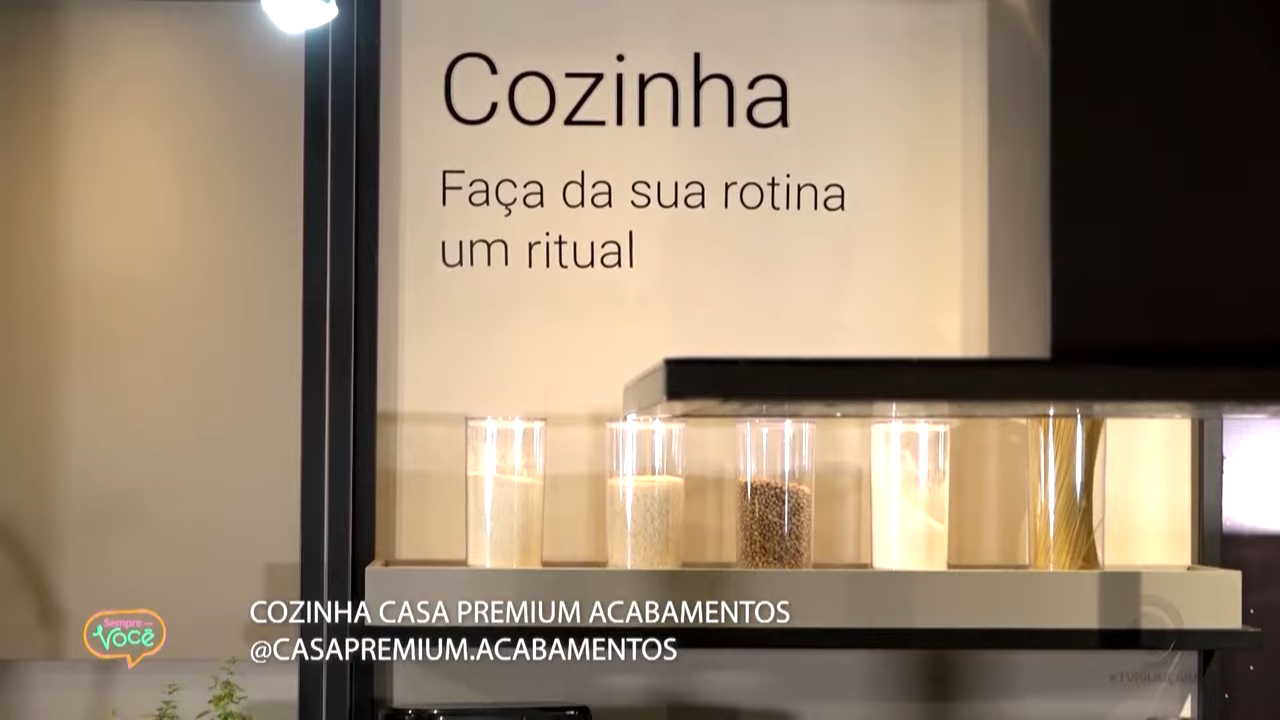 Cozinha
Faça da sua rotina
um ritual
COZINHA CASA PREMIUM ACABAMENTOS
@CASAPREMIUM.ACABAMENTOS
Sempre
Você